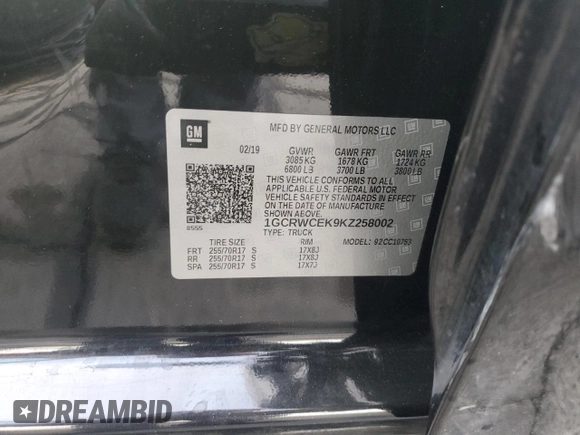 GM
MFD BY GENERAL MOTORS LLC
02/19 GVWR GAWR FRT GAWR RR
3085 KG 1678 KG 1724 KG
6800 LB 3700 LB 3800 LB
THIS VEHICLE CONFORMS TO ALL
APPLICABLE U.S. FEDERAL MOTOR
VEHICLE SAFETY STANDARDS IN EFFECT
ON THE DATE OF MANUFACTURE
SHOWN ABOVE.
8555 1GCRWCEK9KZ258002
TYPE: TRUCK MODEL: 92CC10753
TIRE SIZE RIM
FRT 255/70R17 S 17X8J
RR 255/70R17 S 17X8J
SPA 255/70R17 S 17X7J
DREAMBID